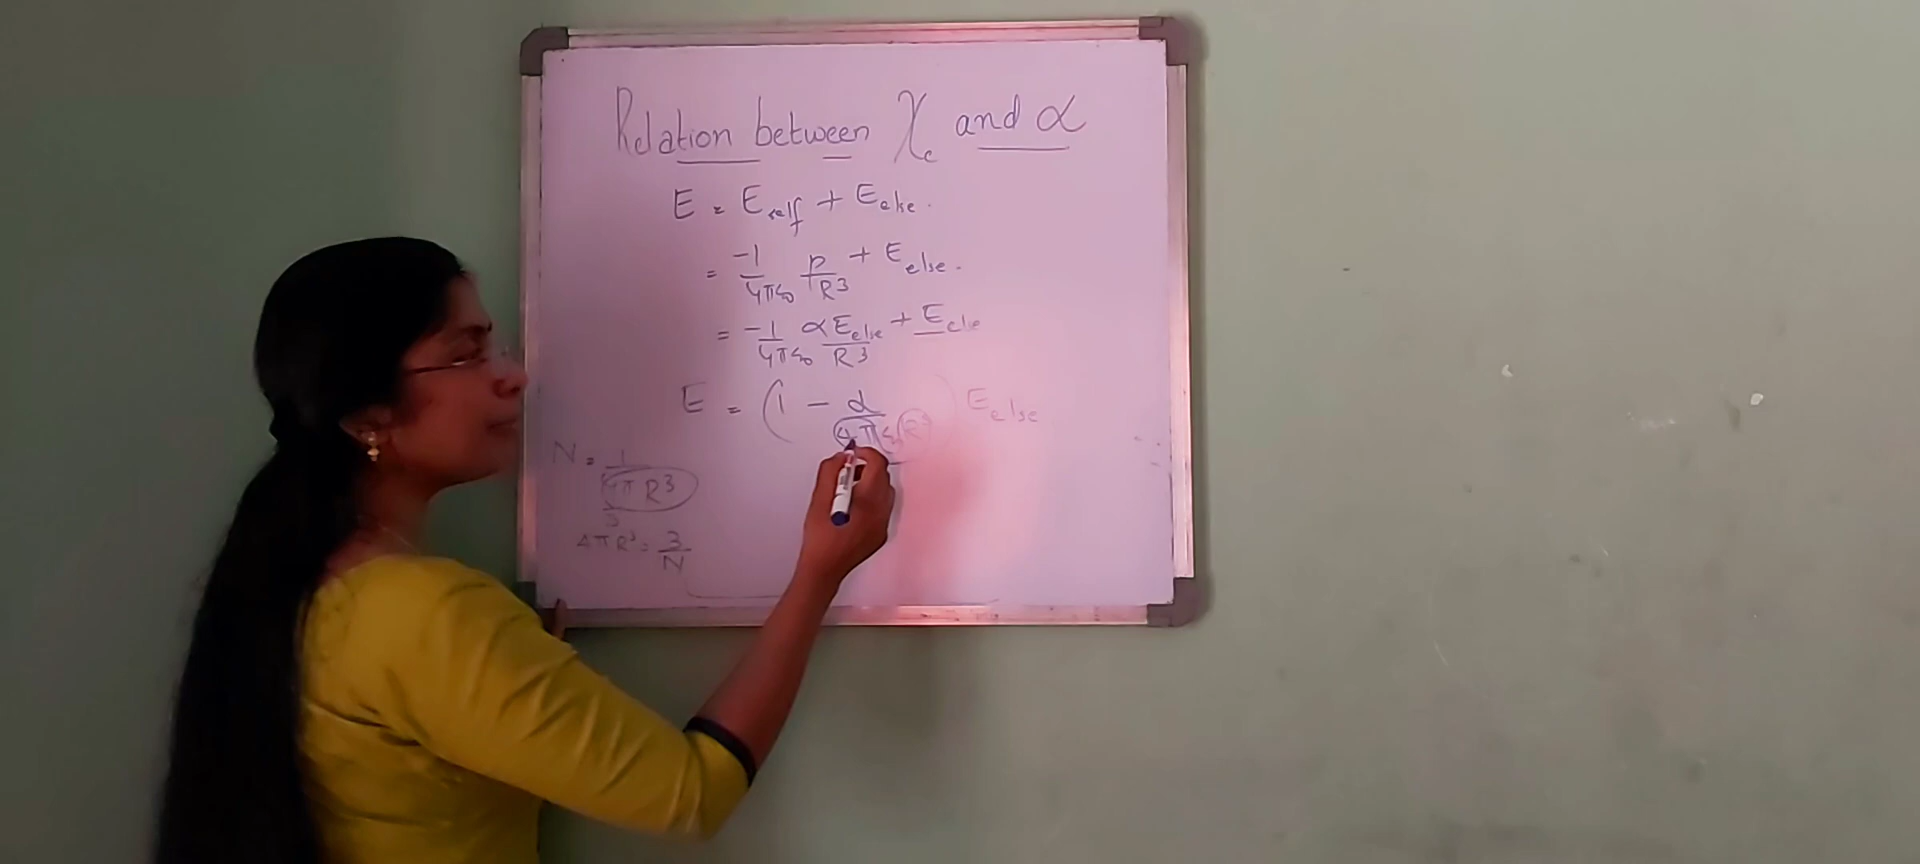 Relation between χe and α
E = Eself + Eelse.
= -1/4πε0 p/R3 + Eelse.
= -1/4πε0 αEelse/R3 + Eelse
E = (1 - α/4πε0R3) Eelse
N = 1/4π/3 R3
4πR3 = 3/N